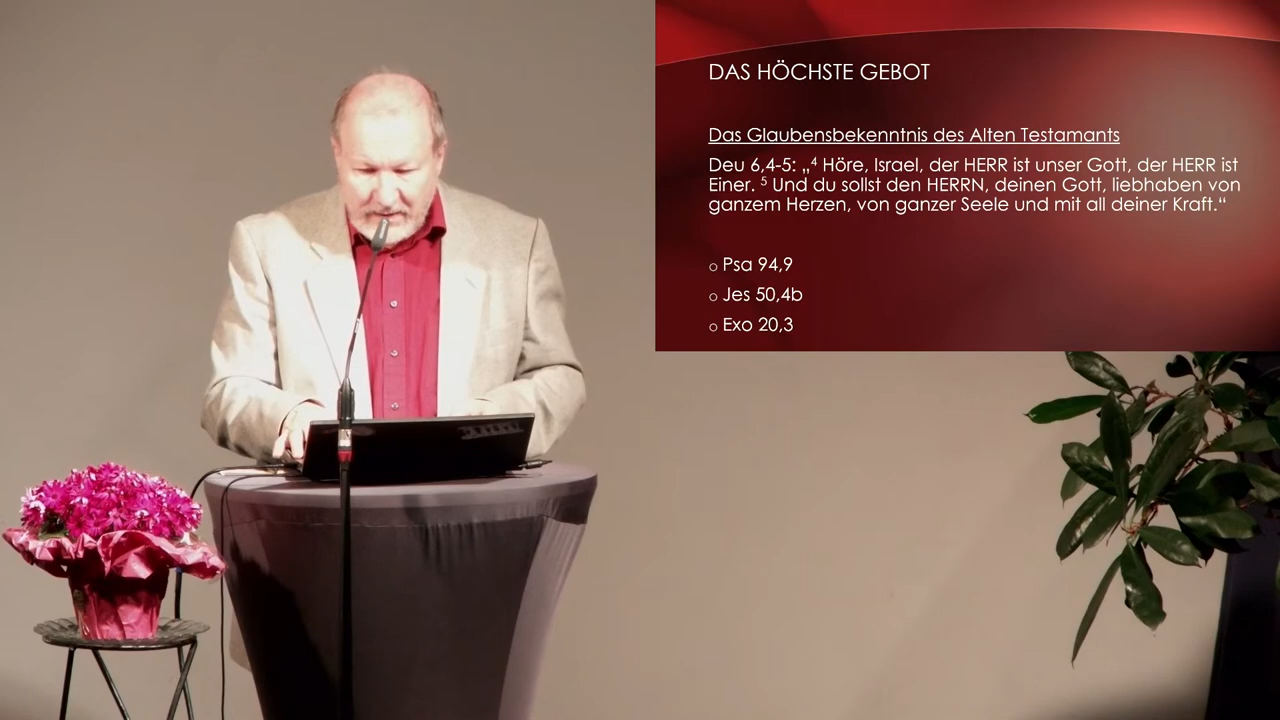 DAS HÖCHSTE GEBOT
Das Glaubensbekenntnis des Alten Testamants
Deu 6,4-5: „⁴ Höre, Israel, der HERR ist unser Gott, der HERR ist
Einer. ⁵ Und du sollst den HERRN, deinen Gott, liebhaben von
ganzem Herzen, von ganzer Seele und mit all deiner Kraft.“
o Psa 94,9
o Jes 50,4b
o Exo 20,3